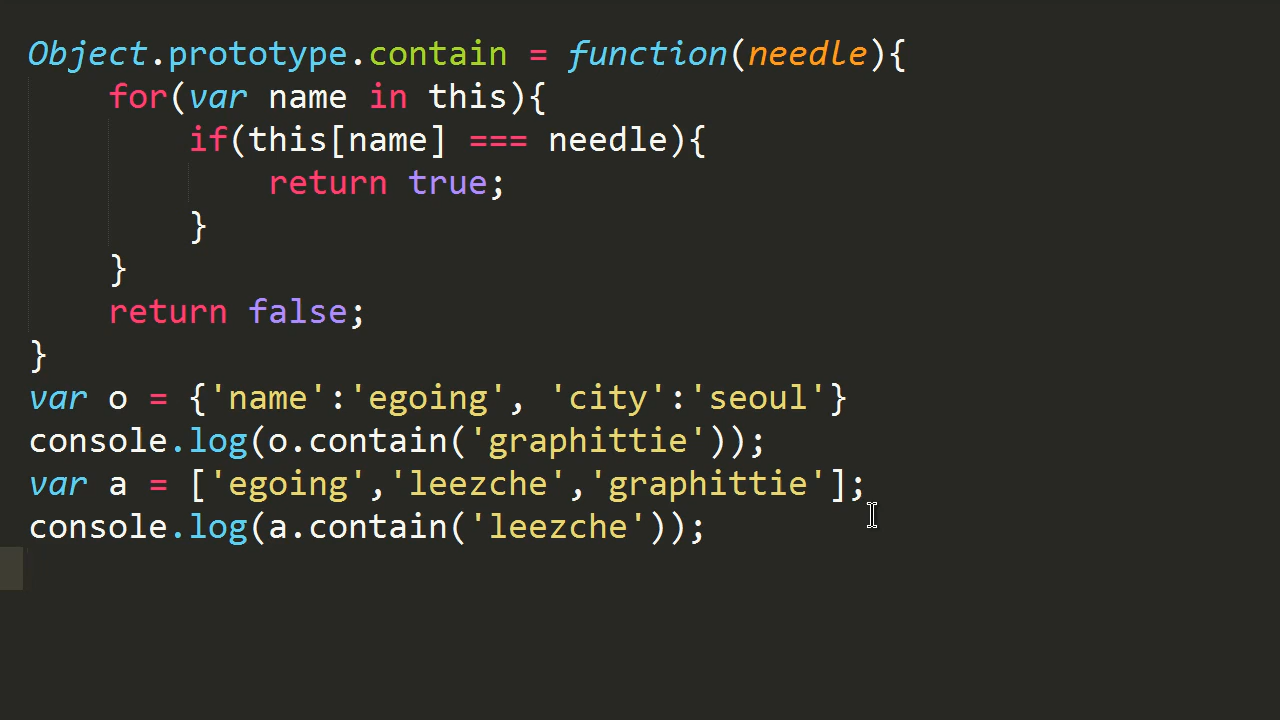 Object.prototype.contain = function(needle){
    for(var name in this){
        if(this[name] === needle){
            return true;
        }
    }
    return false;
}
var o = {'name':'egoing', 'city':'seoul'}
console.log(o.contain('graphittie'));
var a = ['egoing','leezche','graphittie'];
console.log(a.contain('leezche'));